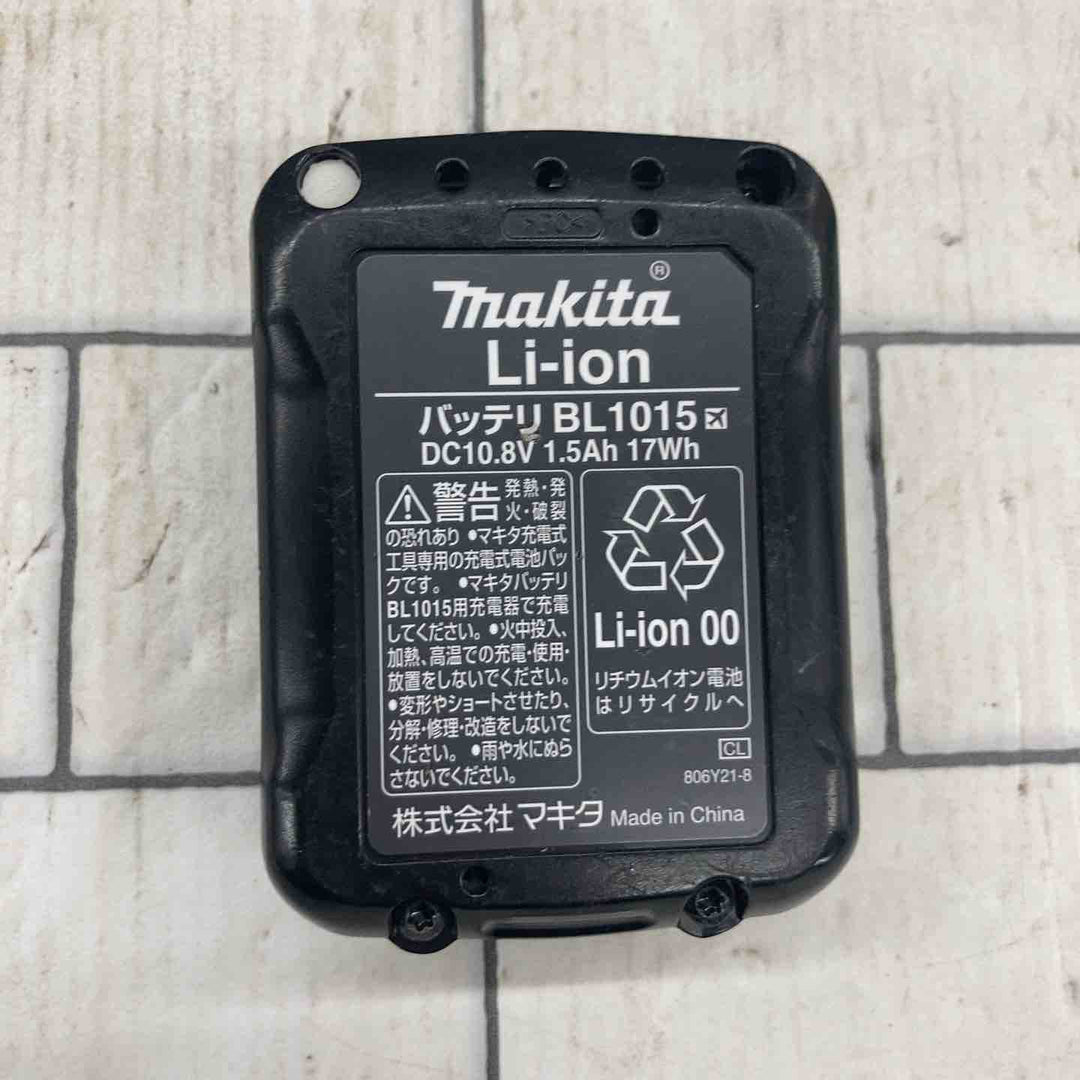 makita®
Li-ion
バッテリ BL1015
DC10.8V 1.5Ah 17Wh
警告 発熱・発
火・破裂
の恐れあり ●マキタ充電式
工具専用の充電式電池パッ
クです。 ●マキタバッテリ
BL1015用充電器で充電
してください。 ●火中投入、
加熱、高温での充電・使用・
放置をしないでください。
●変形やショートさせたり、
分解・修理・改造をしないで
ください。 ●雨や水にぬら
さないでください。
Li-ion 00
リチウムイオン電池
はリサイクルへ
CL
806Y21-8
株式会社 マキタ Made in China